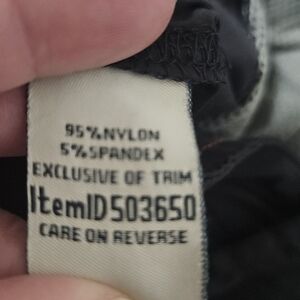 95%NYLON
5%SPANDEX
EXCLUSIVE OF TRIM
ItemID503650
CARE ON REVERSE